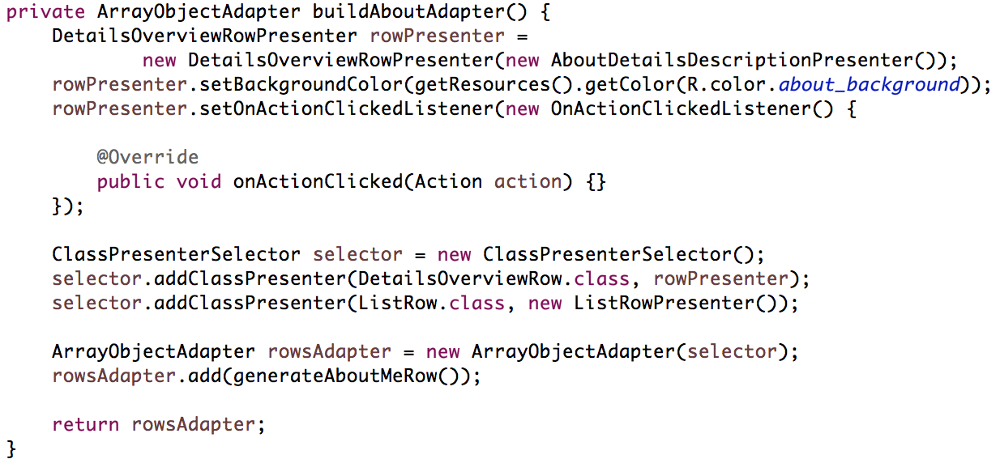 private ArrayObjectAdapter buildAboutAdapter() {
    DetailsOverviewRowPresenter rowPresenter =
            new DetailsOverviewRowPresenter(new AboutDetailsDescriptionPresenter());
    rowPresenter.setBackgroundColor(getResources().getColor(R.color.about_background));
    rowPresenter.setOnActionClickedListener(new OnActionClickedListener() {

        @Override
        public void onActionClicked(Action action) {}
    });

    ClassPresenterSelector selector = new ClassPresenterSelector();
    selector.addClassPresenter(DetailsOverviewRow.class, rowPresenter);
    selector.addClassPresenter(ListRow.class, new ListRowPresenter());

    ArrayObjectAdapter rowsAdapter = new ArrayObjectAdapter(selector);
    rowsAdapter.add(generateAboutMeRow());

    return rowsAdapter;
}